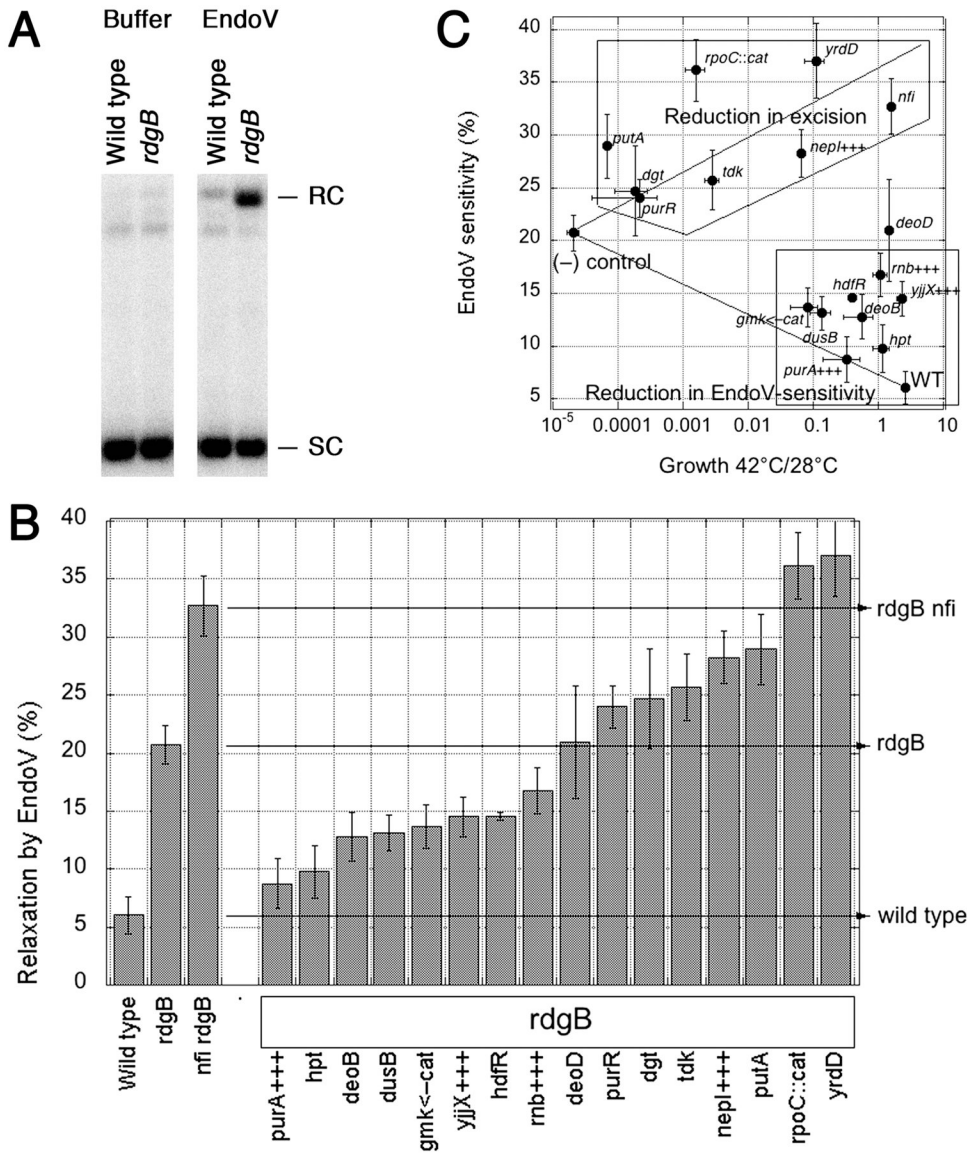 A
Buffer EndoV
Wild type
rdgB
Wild type
rdgB
RC
SC
C
EndoV sensitivity (%)
40
35
30
25
20
15
10
5
rpoC::cat
yrdD
nfi
Reduction in excision
putA
nepI+++
dgt
tdk
purR
deoD
(–) control
rnb+++
hdfR
yjjX+++
gmk<–cat
deoB
dusB
hpt
purA+++
WT
Reduction in EndoV-sensitivity
10-5 0.0001 0.001 0.01 0.1 1 10
Growth 42°C/28°C
B
Relaxation by EndoV (%)
40
35
30
25
20
15
10
5
0
rdgB nfi
rdgB
wild type
Wild type
rdgB
nfi rdgB
rdgB
purA+++
hpt
deoB
dusB
gmk<–cat
yjjX+++
hdfR
rnb+++
deoD
purR
dgt
tdk
nepI+++
putA
rpoC::cat
yrdD